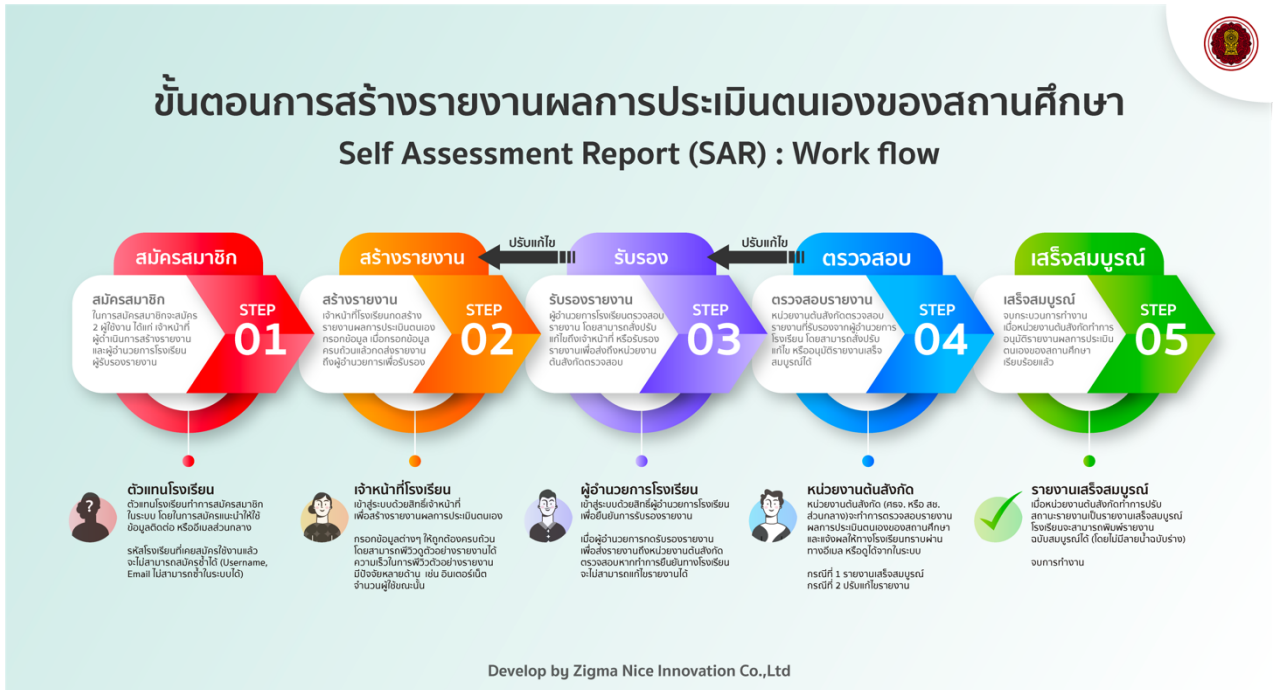 ขั้นตอนการสร้างรายงานผลการประเมินตนเองของสถานศึกษา
Self Assessment Report (SAR) : Work flow
สมัครสมาชิก
สมัครสมาชิก
ในการสมัครสมาชิกจะสมัคร
2 ผู้ใช้งาน ได้แก่ เจ้าหน้าที่
ผู้ดำเนินการสร้างรายงาน
และผู้อำนวยการโรงเรียน
ผู้รับรองรายงาน
STEP
01
สร้างรายงาน
สร้างรายงาน
เจ้าหน้าที่โรงเรียนกดสร้าง
รายงานผลการประเมินตนเอง
กรอกข้อมูล เมื่อกรอกข้อมูล
ครบถ้วนแล้วกดส่งรายงาน
ถึงผู้อำนวยการเพื่อรับรอง
STEP
02
ปรับแก้ไข
รับรอง
รับรองรายงาน
ผู้อำนวยการโรงเรียนตรวจสอบ
รายงาน โดยสามารถสั่งปรับ
แก้ไขถึงเจ้าหน้าที่ หรือรับรอง
รายงานเพื่อส่งถึงหน่วยงาน
ต้นสังกัดตรวจสอบ
STEP
03
ปรับแก้ไข
ตรวจสอบ
ตรวจสอบรายงาน
หน่วยงานต้นสังกัดตรวจสอบ
รายงานที่รับรองจากผู้อำนวยการ
โรงเรียน โดยสามารถสั่งปรับ
แก้ไข หรืออนุมัติรายงานเสร็จ
สมบูรณ์ได้
STEP
04
เสร็จสมบูรณ์
เสร็จสมบูรณ์
จบกระบวนการทำงาน
เมื่อหน่วยงานต้นสังกัดทำการ
อนุมัติรายงานผลการประเมิน
ตนเองของสถานศึกษา
เรียบร้อยแล้ว
STEP
05
ตัวแทนโรงเรียน
ตัวแทนโรงเรียนทำการสมัครสมาชิก
ในระบบ โดยในการสมัครแนะนำให้ใช้
ข้อมูลติดต่อ หรืออีเมลส่วนกลาง
รหัสโรงเรียนที่เคยสมัครใช้งานแล้ว
จะไม่สามารถสมัครซ้ำได้ (Username,
Email ไม่สามารถซ้ำในระบบได้)
เจ้าหน้าที่โรงเรียน
เข้าสู่ระบบด้วยสิทธิ์เจ้าหน้าที่
เพื่อสร้างรายงานผลการประเมินตนเอง
กรอกข้อมูลต่างๆ ให้ถูกต้องครบถ้วน
โดยสามารถพีวิวดูตัวอย่างรายงานได้
ความเร็วในการพีวิวตัวอย่างรายงาน
มีปัจจัยหลายด้าน เช่น อินเตอร์เน็ต
จำนวนผู้ใช้ขณะนั้น
ผู้อำนวยการโรงเรียน
เข้าสู่ระบบด้วยสิทธิ์ผู้อำนวยการโรงเรียน
เพื่อยืนยันการรับรองรายงาน
เมื่อผู้อำนวยการกดรับรองรายงาน
เพื่อส่งรายงานถึงหน่วยงานต้นสังกัด
ตรวจสอบหากทำการยืนยันทางโรงเรียน
จะไม่สามารถแก้ไขรายงานได้
หน่วยงานต้นสังกัด
หน่วยงานต้นสังกัด (ศธจ. หรือ สช.
ส่วนกลาง)จะทำการตรวจสอบรายงาน
ผลการประเมินตนเองของสถานศึกษา
และแจ้งผลให้ทางโรงเรียนทราบผ่าน
ทางอีเมล หรือดูได้จากในระบบ
กรณีที่ 1 รายงานเสร็จสมบูรณ์
กรณีที่ 2 ปรับแก้ไขรายงาน
รายงานเสร็จสมบูรณ์
เมื่อหน่วยงานต้นสังกัดทำการปรับ
สถานะรายงานเป็นรายงานเสร็จสมบูรณ์
โรงเรียนจะสามารถพิมพ์รายงาน
ฉบับสมบูรณ์ได้ (โดยไม่มีลายน้ำฉบับร่าง)
จบการทำงาน
Develop by Zigma Nice Innovation Co.,Ltd